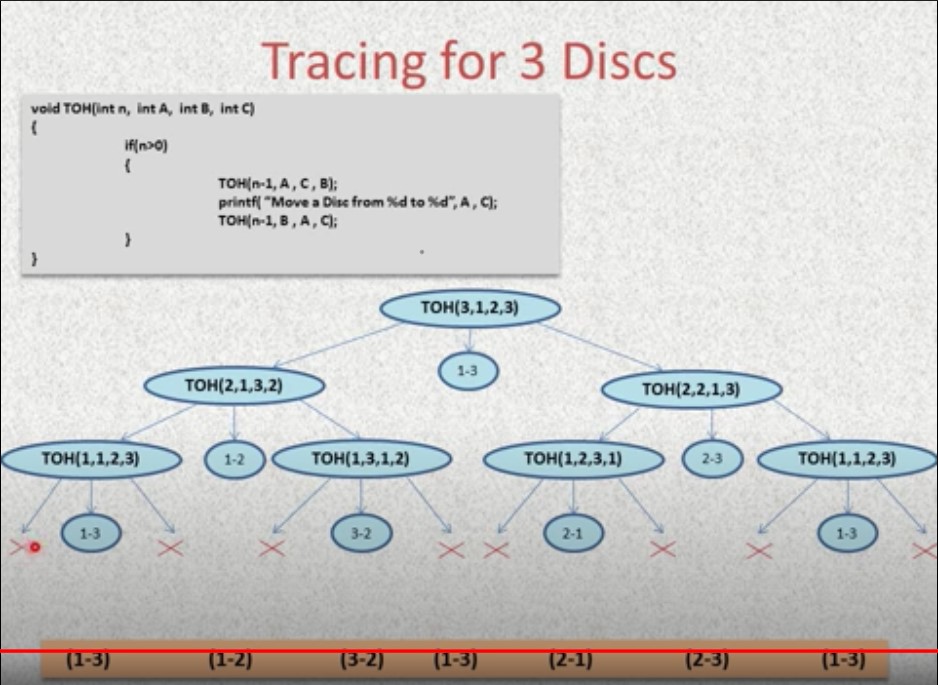 Tracing for 3 Discs
void TOH(int n, int A, int B, int C)
{
if(n>0)
{
TOH(n-1, A , C , B);
printf( “Move a Disc from %d to %d”, A , C);
TOH(n-1, B , A , C);
}
}
TOH(3,1,2,3)
TOH(2,1,3,2) 1-3 TOH(2,2,1,3)
TOH(1,1,2,3) 1-2 TOH(1,3,1,2) TOH(1,2,3,1) 2-3 TOH(1,1,2,3)
1-3 3-2 2-1 1-3
(1-3) (1-2) (3-2) (1-3) (2-1) (2-3) (1-3)